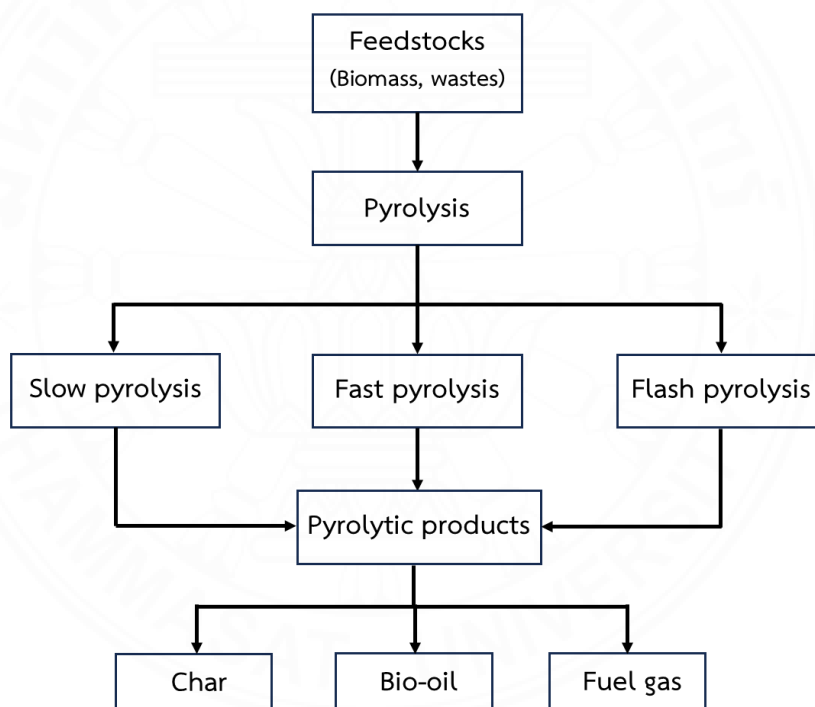 Feedstocks
(Biomass, wastes)
Pyrolysis
Slow pyrolysis
Fast pyrolysis
Flash pyrolysis
Pyrolytic products
Char
Bio-oil
Fuel gas